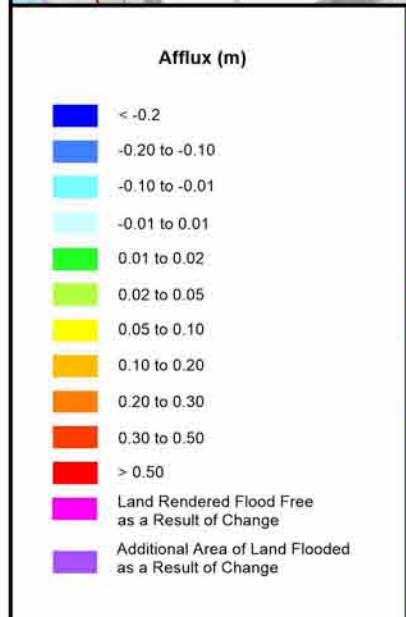 Afflux (m)
< -0.2
-0.20 to -0.10
-0.10 to -0.01
-0.01 to 0.01
0.01 to 0.02
0.02 to 0.05
0.05 to 0.10
0.10 to 0.20
0.20 to 0.30
0.30 to 0.50
> 0.50
Land Rendered Flood Free
as a Result of Change
Additional Area of Land Flooded
as a Result of Change